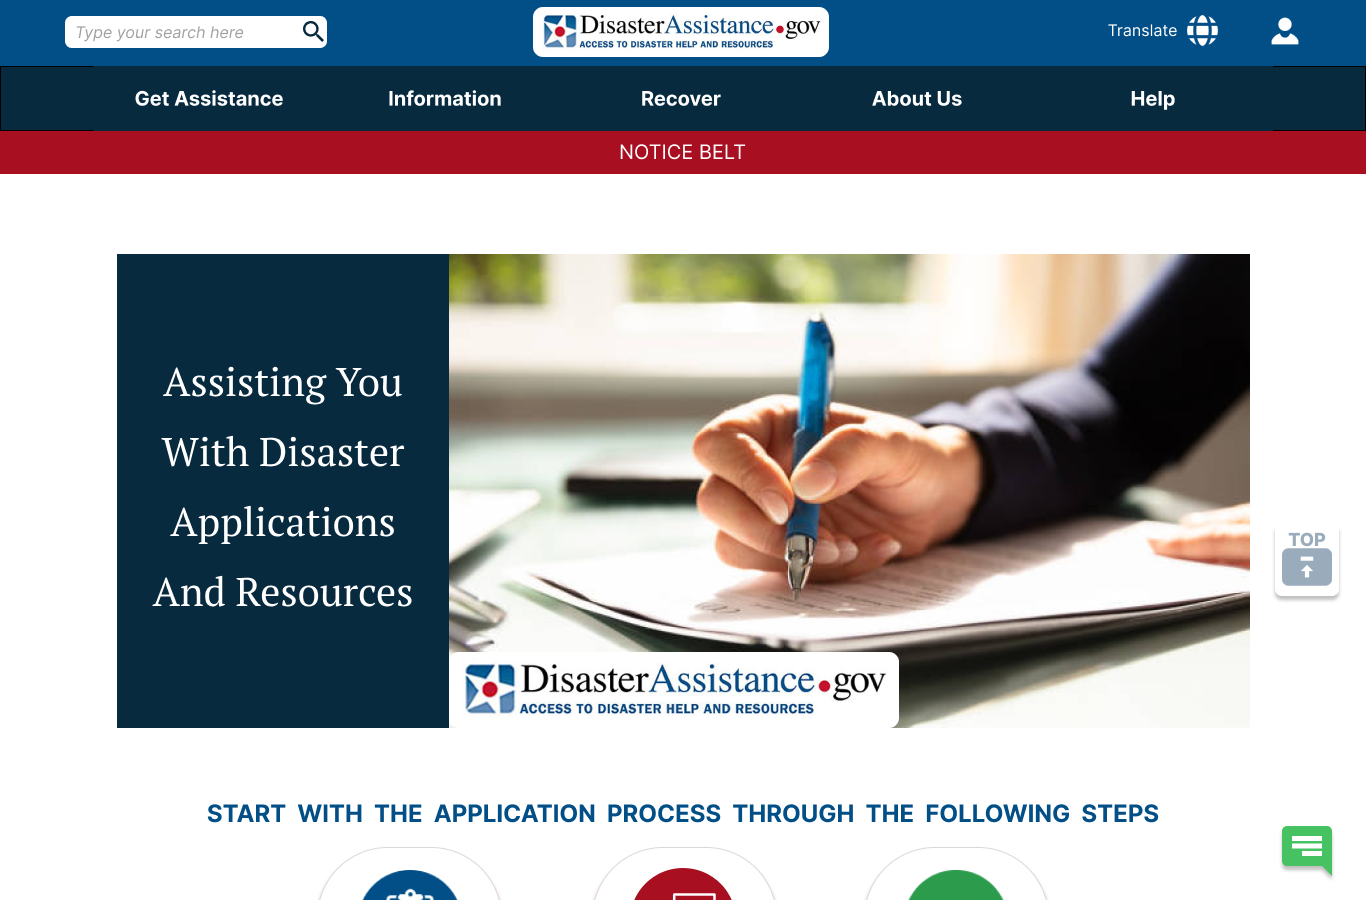 Type your search here
DisasterAssistance.gov
ACCESS TO DISASTER HELP AND RESOURCES
Translate
Get Assistance
Information
Recover
About Us
Help
NOTICE BELT
Assisting You
With Disaster
Applications
And Resources
DisasterAssistance.gov
ACCESS TO DISASTER HELP AND RESOURCES
TOP
START WITH THE APPLICATION PROCESS THROUGH THE FOLLOWING STEPS